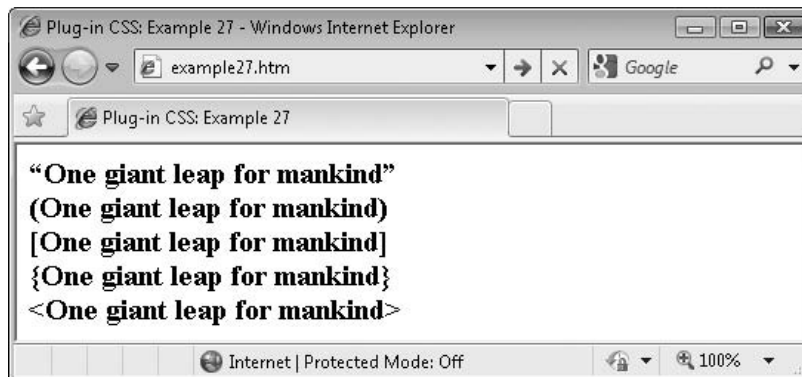 Plug-in CSS: Example 27 - Windows Internet Explorer
example27.htm
Google
Plug-in CSS: Example 27
“One giant leap for mankind”
(One giant leap for mankind)
[One giant leap for mankind]
{One giant leap for mankind}
<One giant leap for mankind>
Internet | Protected Mode: Off
100%